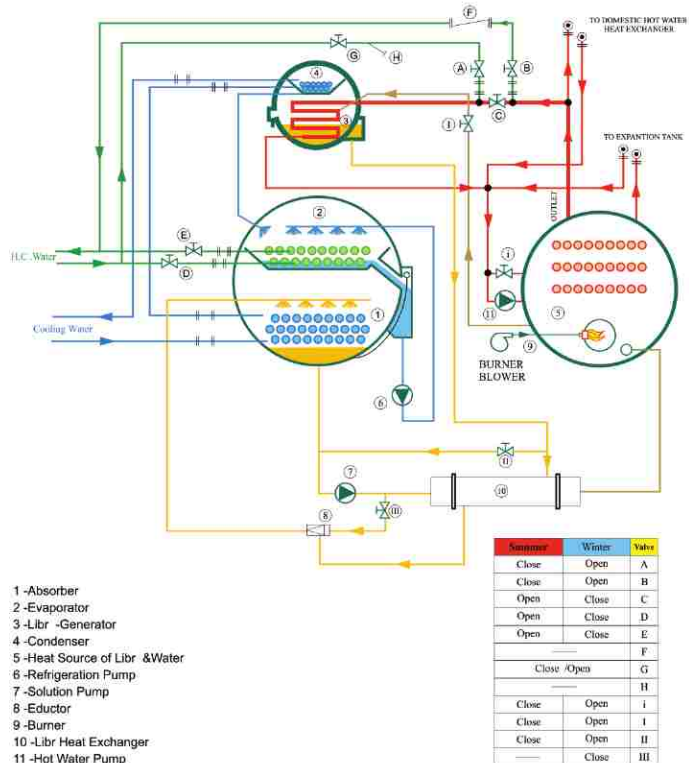 F
TO DOMESTIC HOT WATER
HEAT EXCHANGER
G
H
A
B
4
C
3
I
TO EXPANTION TANK
OUTLET
2
E
H.C. Water
D
i
11
5
1
Cooling Water
9
BURNER
BLOWER
6
II
7
10
III
8
Summer Winter Valve
Close Open A
Close Open B
Open Close C
Open Close D
Open Close E
—— F
Close /Open G
—— H
Close Open i
Close Open I
Close Open II
—— Close III
1 -Absorber
2 -Evaporator
3 -Libr -Generator
4 -Condenser
5 -Heat Source of Libr &Water
6 -Refrigeration Pump
7 -Solution Pump
8 -Eductor
9 -Burner
10 -Libr Heat Exchanger
11 -Hot Water Pump